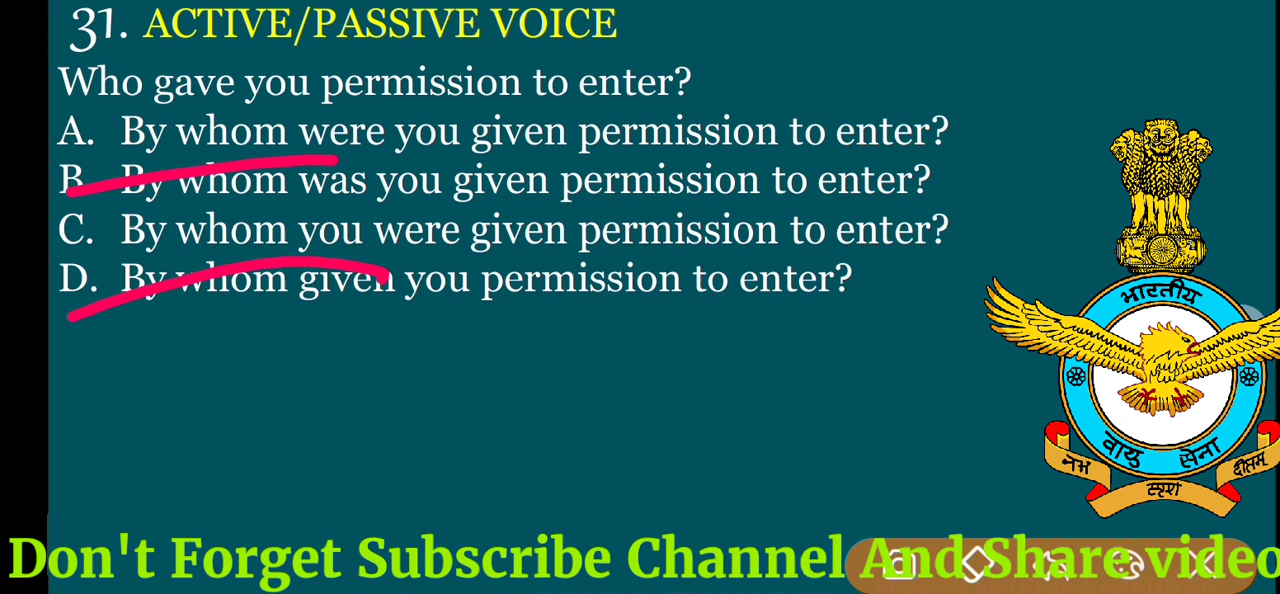 31. ACTIVE/PASSIVE VOICE
Who gave you permission to enter?
A. By whom were you given permission to enter?
B. By whom was you given permission to enter?
C. By whom you were given permission to enter?
D. By whom given you permission to enter?
भारतीय
वायु सेना
नभ स्पृशं दीप्तम्
Don't Forget Subscribe Channel And Share video